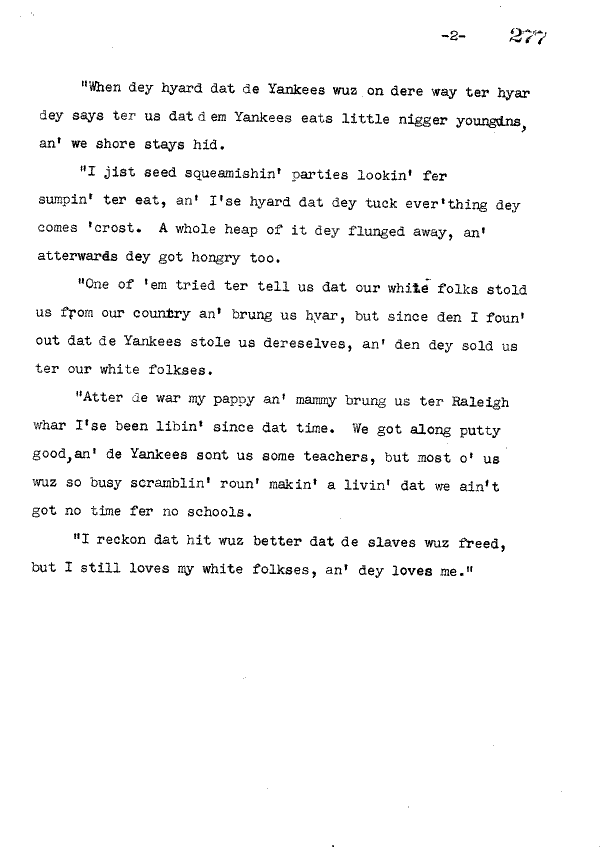 -2- 277
"When dey hyard dat de Yankees wuz on dere way ter hyar
dey says ter us dat dem Yankees eats little nigger youngins,
an' we shore stays hid.
"I jist seed squeamishin' parties lookin' fer
sumpin' ter eat, an' I'se hyard dat dey tuck ever'thing dey
comes 'crost. A whole heap of it dey flunged away, an'
atterwards dey got hongry too.
"One of 'em tried ter tell us dat our white folks stold
us from our country an' brung us hyar, but since den I foun'
out dat de Yankees stole us dereselves, an' den dey sold us
ter our white folkses.
"Atter de war my pappy an' mammy brung us ter Raleigh
whar I'se been libin' since dat time. We got along putty
good, an' de Yankees sont us some teachers, but most o' us
wuz so busy scramblin' roun' makin' a livin' dat we ain't
got no time fer no schools.
"I reckon dat hit wuz better dat de slaves wuz freed,
but I still loves my white folkses, an' dey loves me."